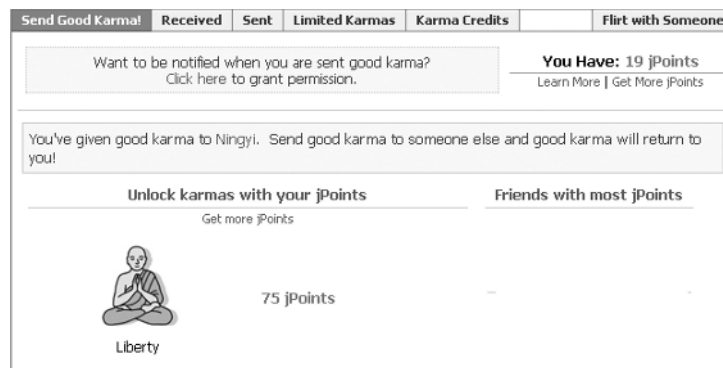 Send Good Karma! Received Sent Limited Karmas Karma Credits Flirt with Someone
Want to be notified when you are sent good karma?
Click here to grant permission.
You Have: 19 jPoints
Learn More | Get More jPoints
You've given good karma to Ningyi. Send good karma to someone else and good karma will return to
you!
Unlock karmas with your jPoints
Get more jPoints
75 jPoints
Liberty
Friends with most jPoints